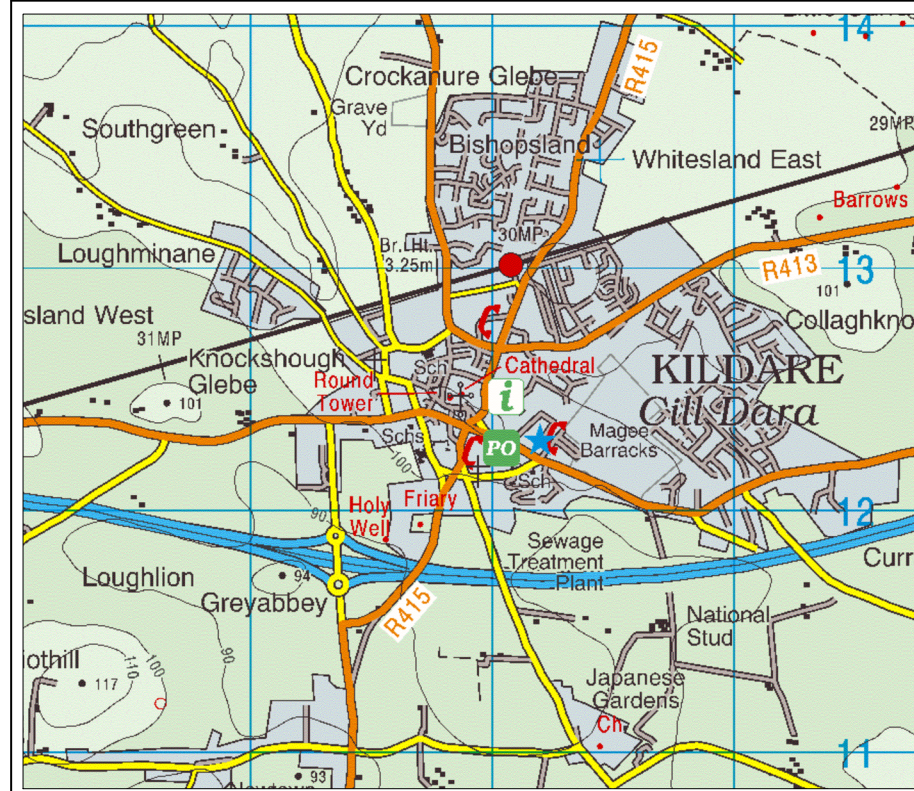 14
R415
Crockanure Glebe
Grave
Yd
29MP
Southgreen
Bishopsland
Whitesland East
Barrows
30MP
Br. Ht.
3.25m
Loughminane
13
R413
101
sland West
Collaghkno
31MP
Knockshough
Glebe
Sch
Cathedral
KILDARE
Round
Tower
i
101
Cill Dara
Schs
100
PO
Magee
Barracks
Sch
90
Holy
Well
Friary
12
Sewage
Treatment
Plant
Curr
Loughlion
94
Greyabbey
R415
National
Stud
90
iothill
100
110
117
Japanese
Gardens
Ch
11
93